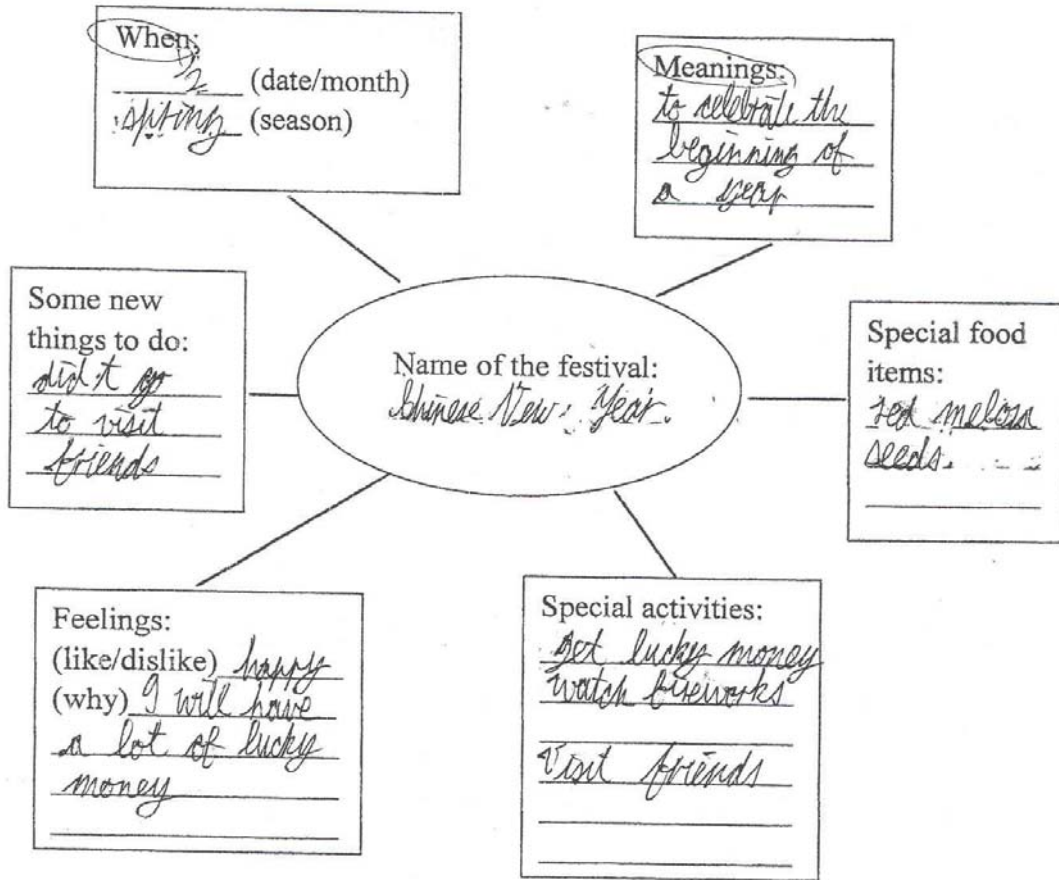 When:
2 (date/month)
spring (season)
Meanings:
to celebrate the
beginning of
a year
Some new
things to do:
did't go
to visit
friends
Name of the festival:
Chinese New Year.
Special food
items:
red melon
seeds.
Feelings:
(like/dislike) happy
(why) I will have
a lot of lucky
money
Special activities:
get lucky money
watch fireworks
Visit friends